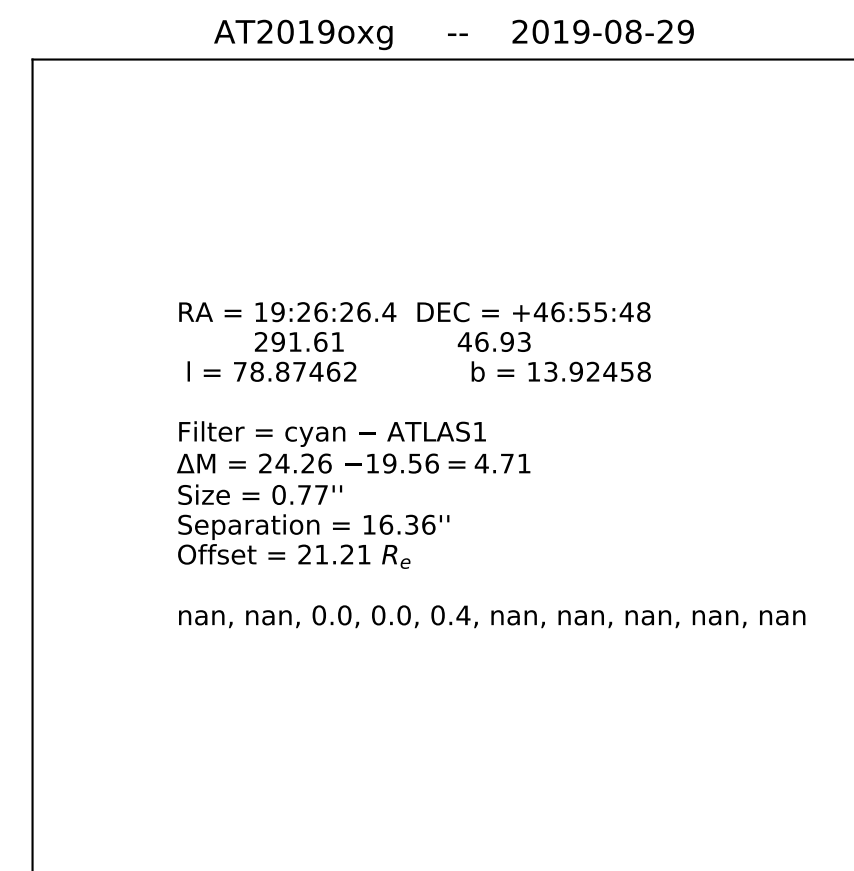 AT2019oxg -- 2019-08-29
RA = 19:26:26.4 DEC = +46:55:48
291.61 46.93
l = 78.87462 b = 13.92458
Filter = cyan − ATLAS1
ΔM = 24.26 −19.56 = 4.71
Size = 0.77''
Separation = 16.36''
Offset = 21.21 Re
nan, nan, 0.0, 0.0, 0.4, nan, nan, nan, nan, nan